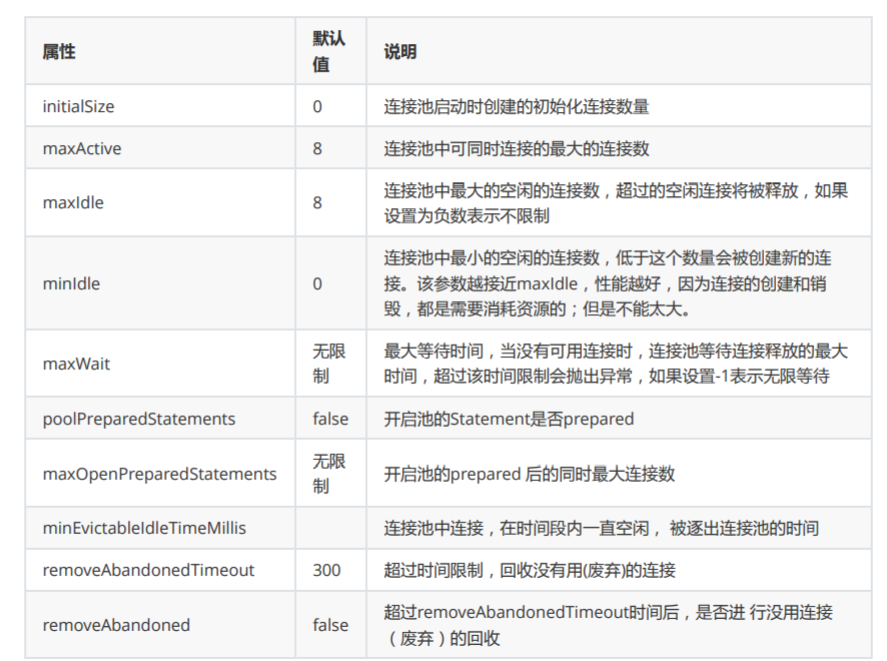 属性 默认值 说明
initialSize 0 连接池启动时创建的初始化连接数量
maxActive 8 连接池中可同时连接的最大的连接数
maxIdle 8 连接池中最大的空闲的连接数，超过的空闲连接将被释放，如果
设置为负数表示不限制
minIdle 0 连接池中最小的空闲的连接数，低于这个数量会被创建新的连
接。该参数越接近maxIdle，性能越好，因为连接的创建和销
毁，都是需要消耗资源的；但是不能太大。
maxWait 无限制 最大等待时间，当没有可用连接时，连接池等待连接释放的最大
时间，超过该时间限制会抛出异常，如果设置-1表示无限等待
poolPreparedStatements false 开启池的Statement是否prepared
maxOpenPreparedStatements 无限制 开启池的prepared 后的同时最大连接数
minEvictableIdleTimeMillis 连接池中连接，在时间段内一直空闲， 被逐出连接池的时间
removeAbandonedTimeout 300 超过时间限制，回收没有用(废弃)的连接
removeAbandoned false 超过removeAbandonedTimeout时间后，是否进 行没用连接
（废弃）的回收